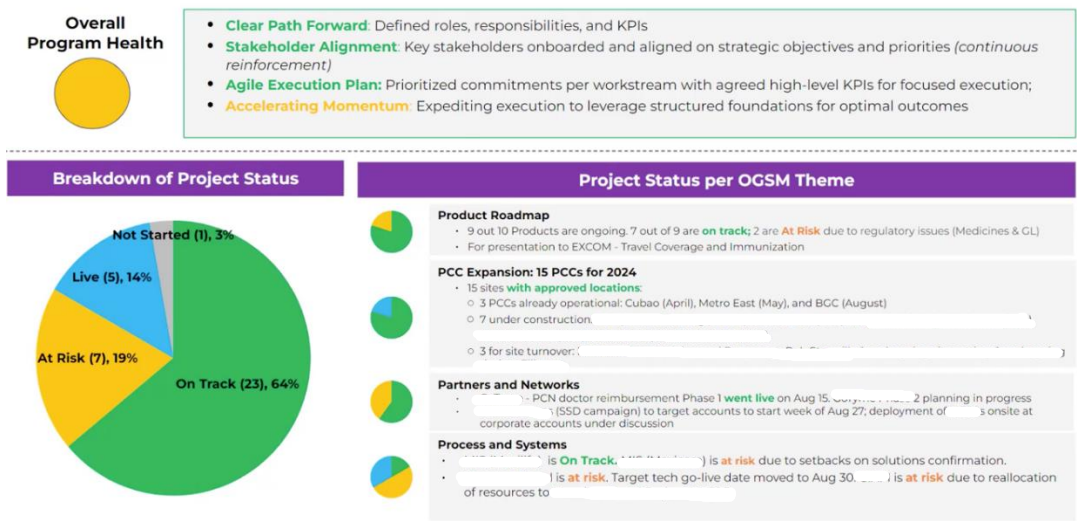 Overall
Program Health
• Clear Path Forward: Defined roles, responsibilities, and KPIs
• Stakeholder Alignment: Key stakeholders onboarded and aligned on strategic objectives and priorities (continuous
reinforcement)
• Agile Execution Plan: Prioritized commitments per workstream with agreed high-level KPIs for focused execution;
• Accelerating Momentum: Expediting execution to leverage structured foundations for optimal outcomes
Breakdown of Project Status
Not Started (1), 3%
Live (5), 14%
At Risk (7), 19%
On Track (23), 64%
Project Status per OGSM Theme
Product Roadmap
• 9 out 10 Products are ongoing. 7 out of 9 are on track; 2 are At Risk due to regulatory issues (Medicines & GL)
• For presentation to EXCOM - Travel Coverage and Immunization
PCC Expansion: 15 PCCs for 2024
• 15 sites with approved locations:
○ 3 PCCs already operational: Cubao (April), Metro East (May), and BGC (August)
○ 7 under construction.
○ 3 for site turnover:
Partners and Networks
• - PCN doctor reimbursement Phase 1 went live on Aug 15. 2 planning in progress
• (SSD campaign) to target accounts to start week of Aug 27; deployment of onsite at
corporate accounts under discussion
Process and Systems
• is On Track. is at risk due to setbacks on solutions confirmation.
• is at risk. Target tech go-live date moved to Aug 30. is at risk due to reallocation
of resources to